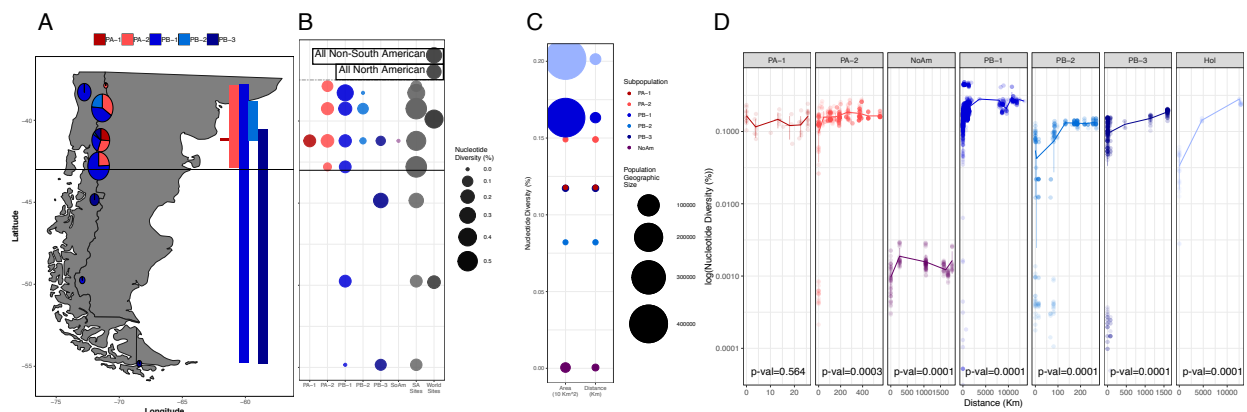 A
PA-1 PA-2 PB-1 PB-2 PB-3
-40
-45
-50
-55
Latitude
-75 -70 -65 -60
Longitude
B
All Non-South American
All North American
PA-1 PA-2 PB-1 PB-2 PB-3 SoAm SA Sites World Sites
Nucleotide
Diversity (%)
0.0
0.1
0.2
0.3
0.4
0.5
C
0.20
0.15
0.20
0.05
0.00
Nucleotide Diversity (%)
Area
(10 Km^2)
Distance
(Km)
Subpopulation
PA-1
PA-2
PB-1
PB-2
PB-3
NoAm
Population
Geographic
Size
100000
200000
300000
400000
D
PA-1 PA-2 NoAm PB-1 PB-2 PB-3 Hol
0.1000
0.0100
0.0010
0.0001
log(Nucleotide Diversity (%))
p-val=0.564 p-val=0.0003 p-val=0.0001 p-val=0.0001 p-val=0.0001 p-val=0.0001 p-val=0.0001
0 10 20 0 200 400 0 500 1000 1500 0 5000 10000 0 100 200 300 0 500 1000 1500 0 5000 10000
Distance (Km)